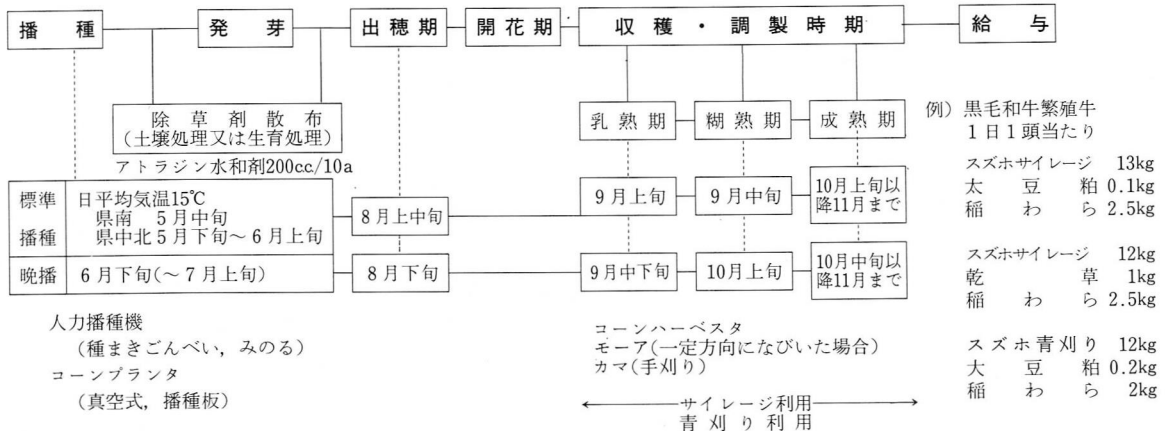 播種 発芽 出穂期 開花期 収穫・調製時期 給与
除草剤散布
(土壌処理又は生育処理)
アトラジン水和剤200cc/10a
乳熟期 糊熟期 成熟期
標準播種
日平均気温15℃
県南 5月中旬
県中北5月下旬~6月上旬
8月上中旬
9月上旬
9月中旬
10月上旬以
降11月まで
晩播
6月下旬(~7月上旬)
8月下旬
9月中下旬
10月上旬
10月中旬以
降11月まで
人力播種機
(種まきごんべい,みのる)
コーンプランタ
(真空式,播種板)
コーンハーベスタ
モーア(一定方向になびいた場合)
カマ(手刈り)
サイレージ利用
青刈り利用
例)黒毛和牛繁殖牛
1日1頭当たり
スズホサイレージ 13kg
太豆粕 0.1kg
稲わら 2.5kg
スズホサイレージ 12kg
乾草 1kg
稲わら 2.5kg
スズホ青刈り 12kg
大豆粕 0.2kg
稲わら 2kg